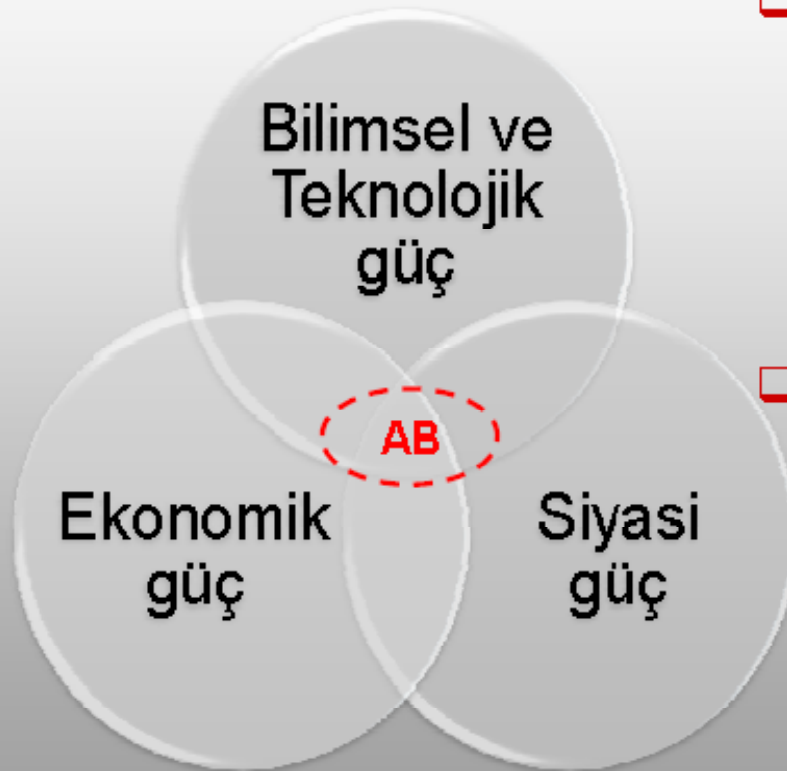 Bilimsel ve
Teknolojik
güç
AB
Ekonomik
güç
Siyasi
güç